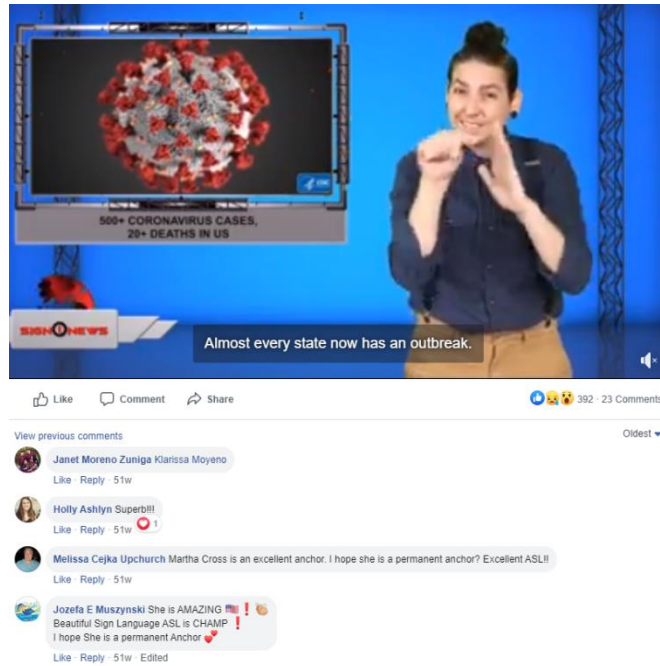 CDC
500+ CORONAVIRUS CASES,
20+ DEATHS IN US
SIGN1NEWS
Almost every state now has an outbreak.
Like Comment Share 392 · 23 Comments
View previous comments Oldest
Janet Moreno Zuniga Klarissa Moyeno
Like · Reply · 51w
Holly Ashlyn Superb!!!
Like · Reply · 51w 1
Melissa Cejka Upchurch Martha Cross is an excellent anchor. I hope she is a permanent anchor? Excellent ASL!!
Like · Reply · 51w
Jozefa E Muszynski She is AMAZING 🇺🇸❗👏🏼
Beautiful Sign Language ASL is CHAMP ❗
I hope She is a permanent Anchor 💕
Like · Reply · 51w · Edited